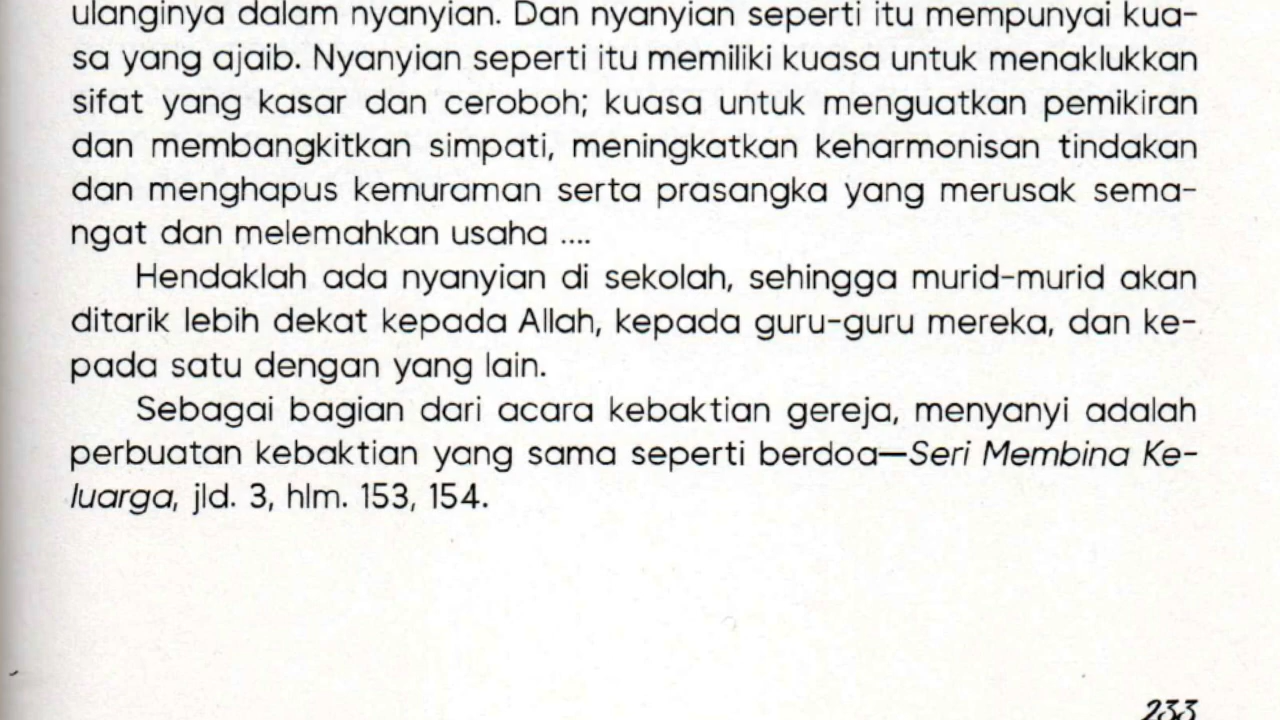 ulanginya dalam nyanyian. Dan nyanyian seperti itu mempunyai kua-
sa yang ajaib. Nyanyian seperti itu memiliki kuasa untuk menaklukkan
sifat yang kasar dan ceroboh; kuasa untuk menguatkan pemikiran
dan membangkitkan simpati, meningkatkan keharmonisan tindakan
dan menghapus kemuraman serta prasangka yang merusak sema-
ngat dan melemahkan usaha ....
Hendaklah ada nyanyian di sekolah, sehingga murid-murid akan
ditarik lebih dekat kepada Allah, kepada guru-guru mereka, dan ke-
pada satu dengan yang lain.
Sebagai bagian dari acara kebaktian gereja, menyanyi adalah
perbuatan kebaktian yang sama seperti berdoa—Seri Membina Ke-
luarga, jld. 3, hlm. 153, 154.
233